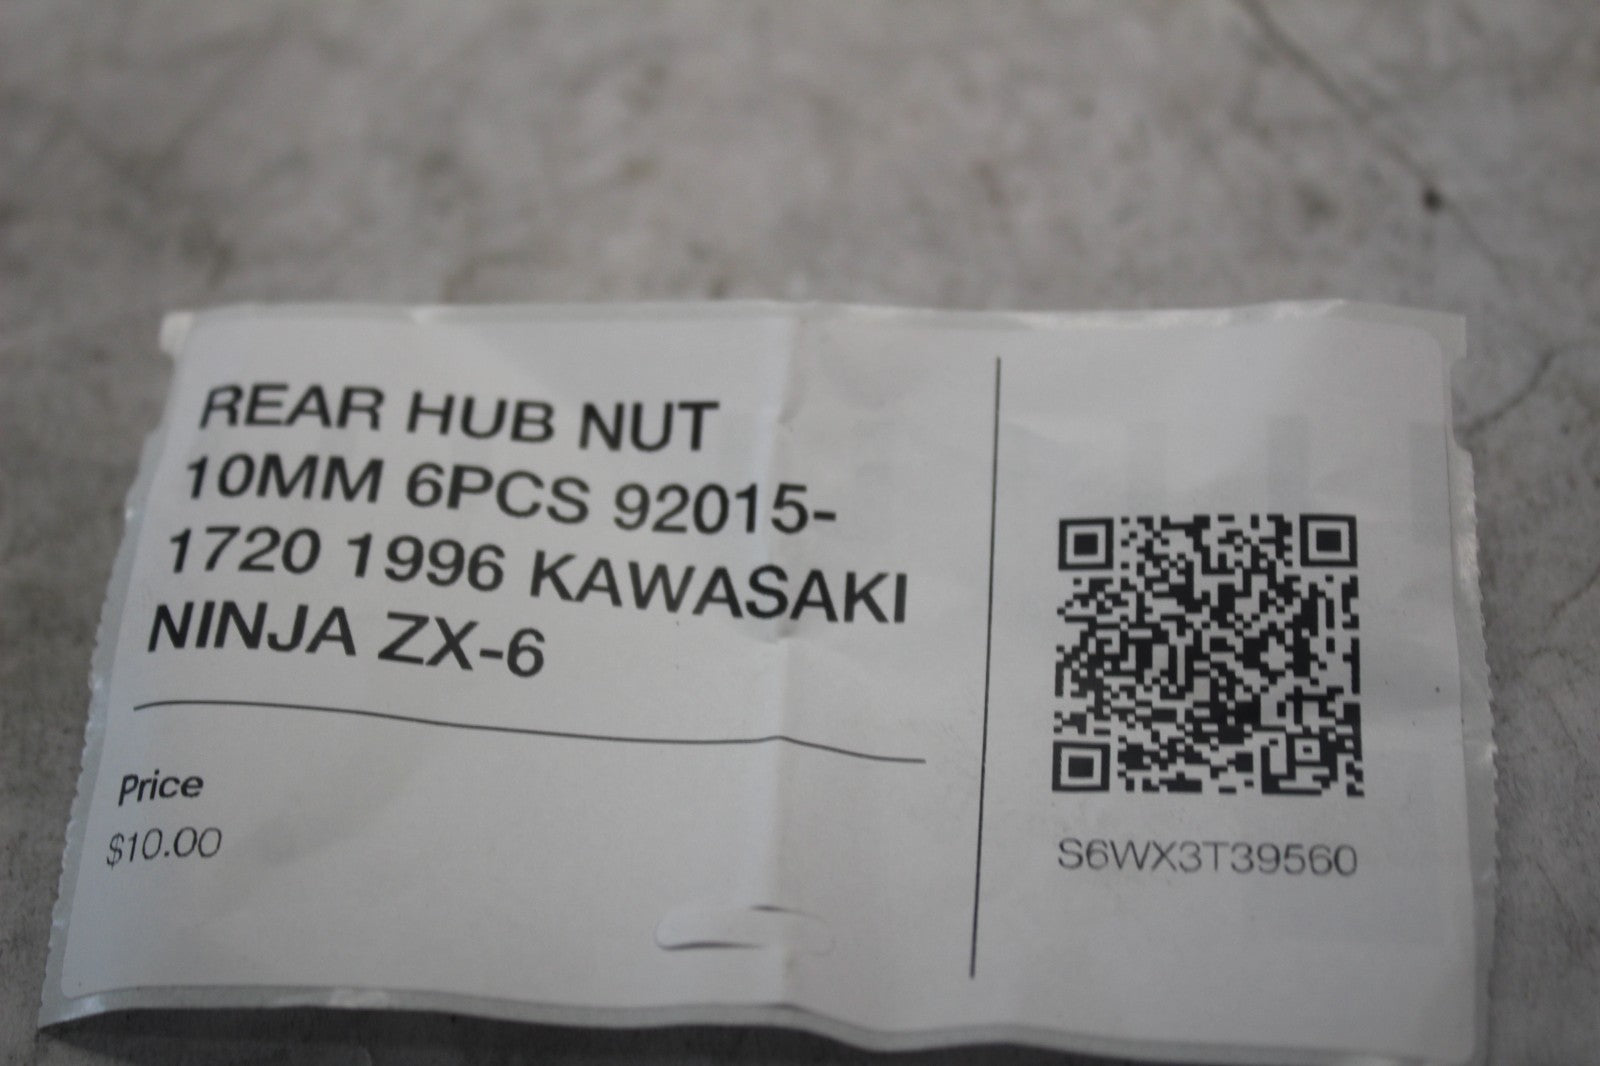 REAR HUB NUT
10MM 6PCS 92015-
1720 1996 KAWASAKI
NINJA ZX-6
Price
$10.00
S6WX3T39560